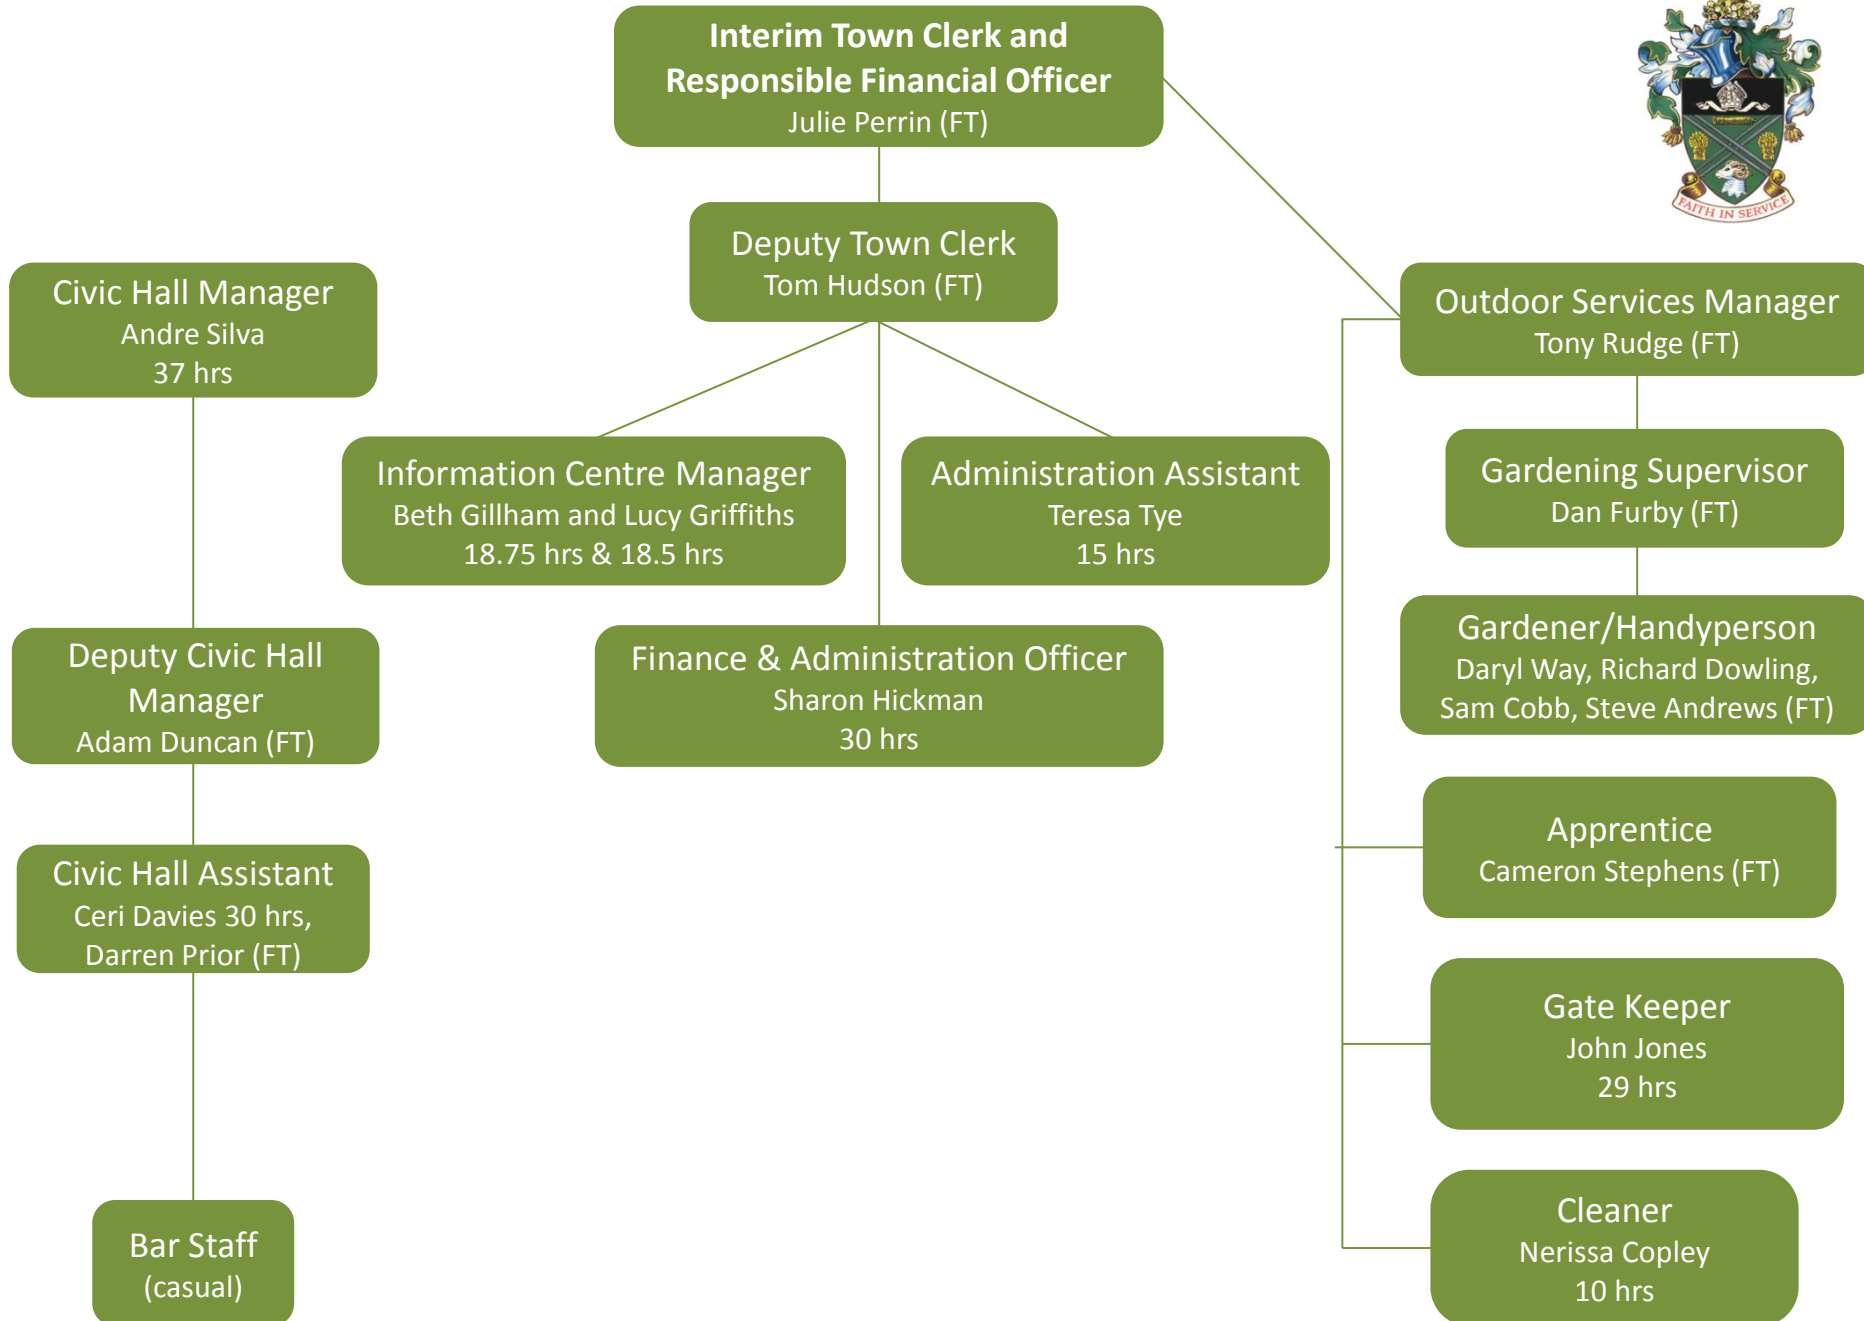 Interim Town Clerk and
Responsible Financial Officer
Julie Perrin (FT)
FAITH IN SERVICE
Deputy Town Clerk
Tom Hudson (FT)
Civic Hall Manager
Andre Silva
37 hrs
Outdoor Services Manager
Tony Rudge (FT)
Information Centre Manager
Beth Gillham and Lucy Griffiths
18.75 hrs & 18.5 hrs
Administration Assistant
Teresa Tye
15 hrs
Gardening Supervisor
Dan Furby (FT)
Deputy Civic Hall
Manager
Adam Duncan (FT)
Finance & Administration Officer
Sharon Hickman
30 hrs
Gardener/Handyperson
Daryl Way, Richard Dowling,
Sam Cobb, Steve Andrews (FT)
Apprentice
Cameron Stephens (FT)
Civic Hall Assistant
Ceri Davies 30 hrs,
Darren Prior (FT)
Gate Keeper
John Jones
29 hrs
Bar Staff
(casual)
Cleaner
Nerissa Copley
10 hrs